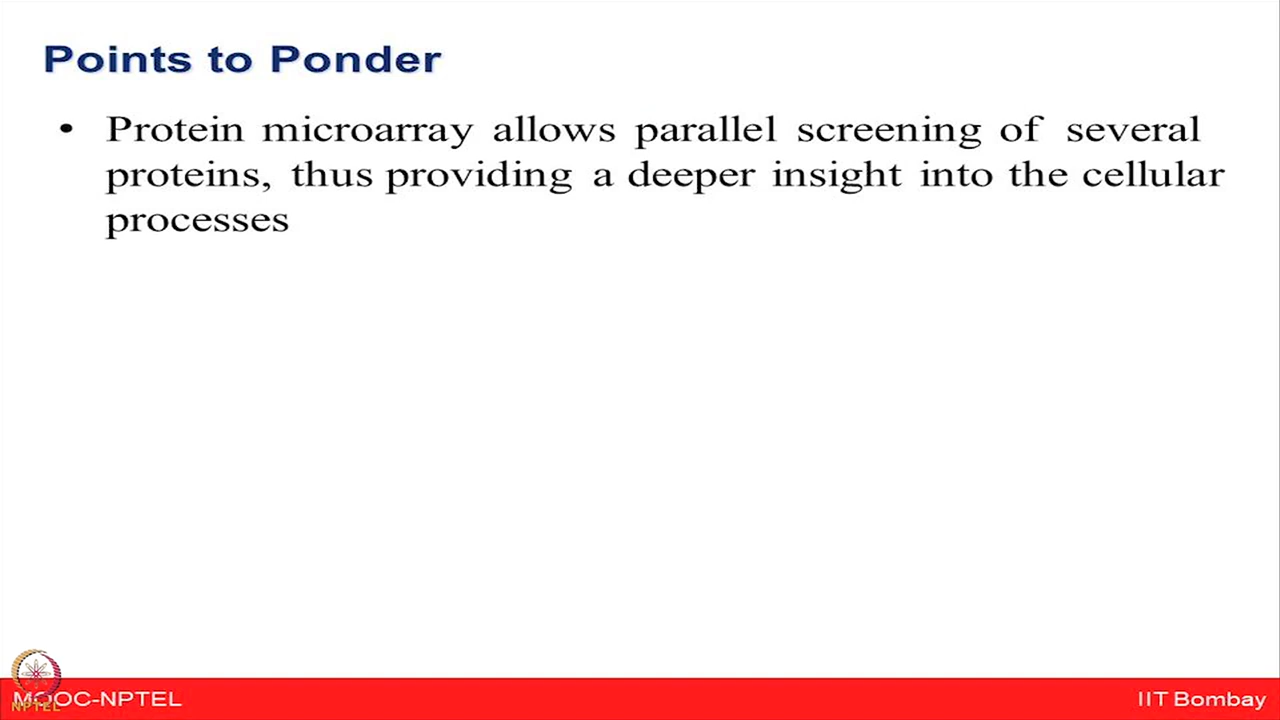 Points to Ponder
• Protein microarray allows parallel screening of several
proteins, thus providing a deeper insight into the cellular
processes
MOOC-NPTEL
NPTEL
IIT Bombay